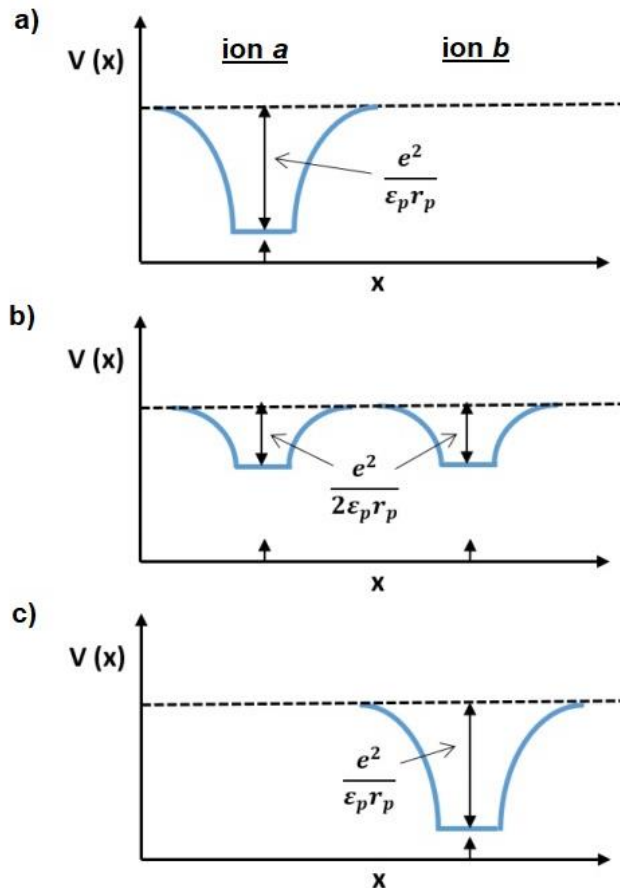 a)
ion a
ion b
V (x)
e²
εₚrₚ
x
b)
V (x)
e²
2εₚrₚ
x
c)
V (x)
e²
εₚrₚ
x